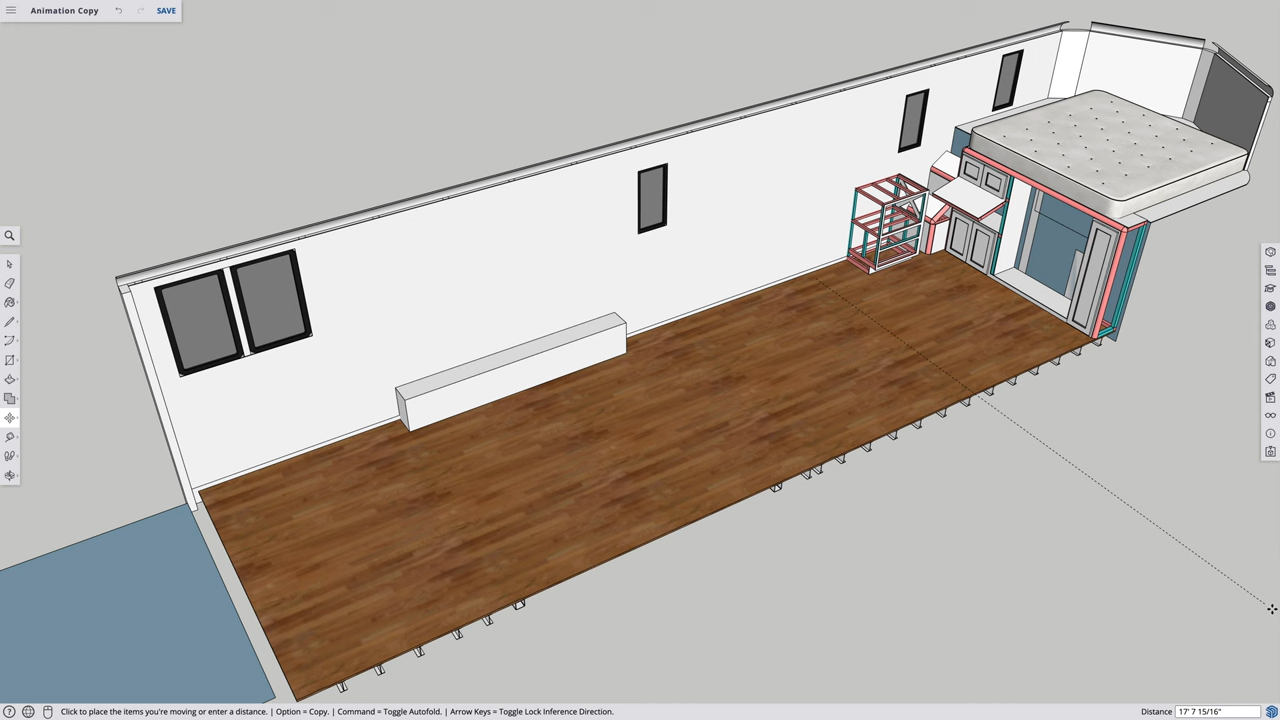 Animation Copy SAVE
Click to place the items you're moving or enter a distance. | Option = Copy. | Command = Toggle Autofold. | Arrow Keys = Toggle Lock Inference Direction. Distance 17' 7 15/16"